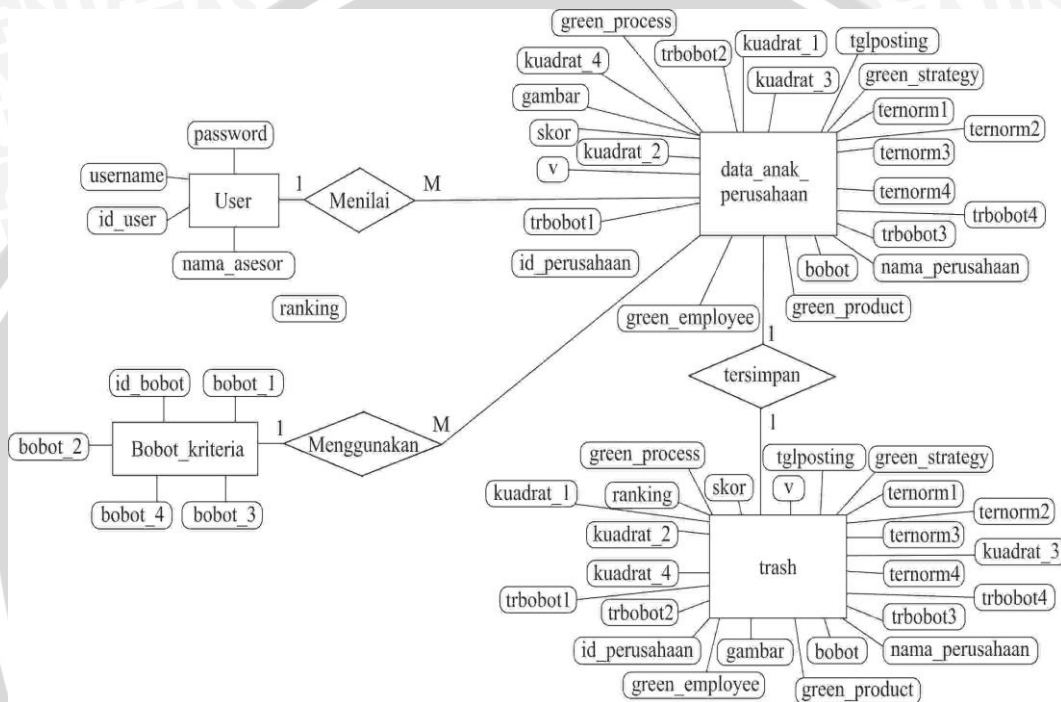 green_process
kuadrat_1
tglposting
trbobot2
kuadrat_4
kuadrat_3
green_strategy
gambar
ternorm1
ternorm2
skor
password
kuadrat_2
data_anak_
perusahaan
ternorm3
v
username
1
M
ternorm4
User
Menilai
id_user
trbobot1
trbobot4
trbobot3
nama_asesor
id_perusahaan
bobot
nama_perusahaan
ranking
green_employee
green_product
1
tersimpan
id_bobot
bobot_1
1
M
1
bobot_2
Bobot_kriteria
Menggunakan
green_process
tglposting
green_strategy
skor
v
kuadrat_1
ranking
ternorm1
bobot_4
bobot_3
ternorm2
kuadrat_2
ternorm3
kuadrat_3
trash
kuadrat_4
ternorm4
trbobot1
trbobot4
trbobot2
trbobot3
id_perusahaan
gambar
bobot
nama_perusahaan
green_employee
green_product